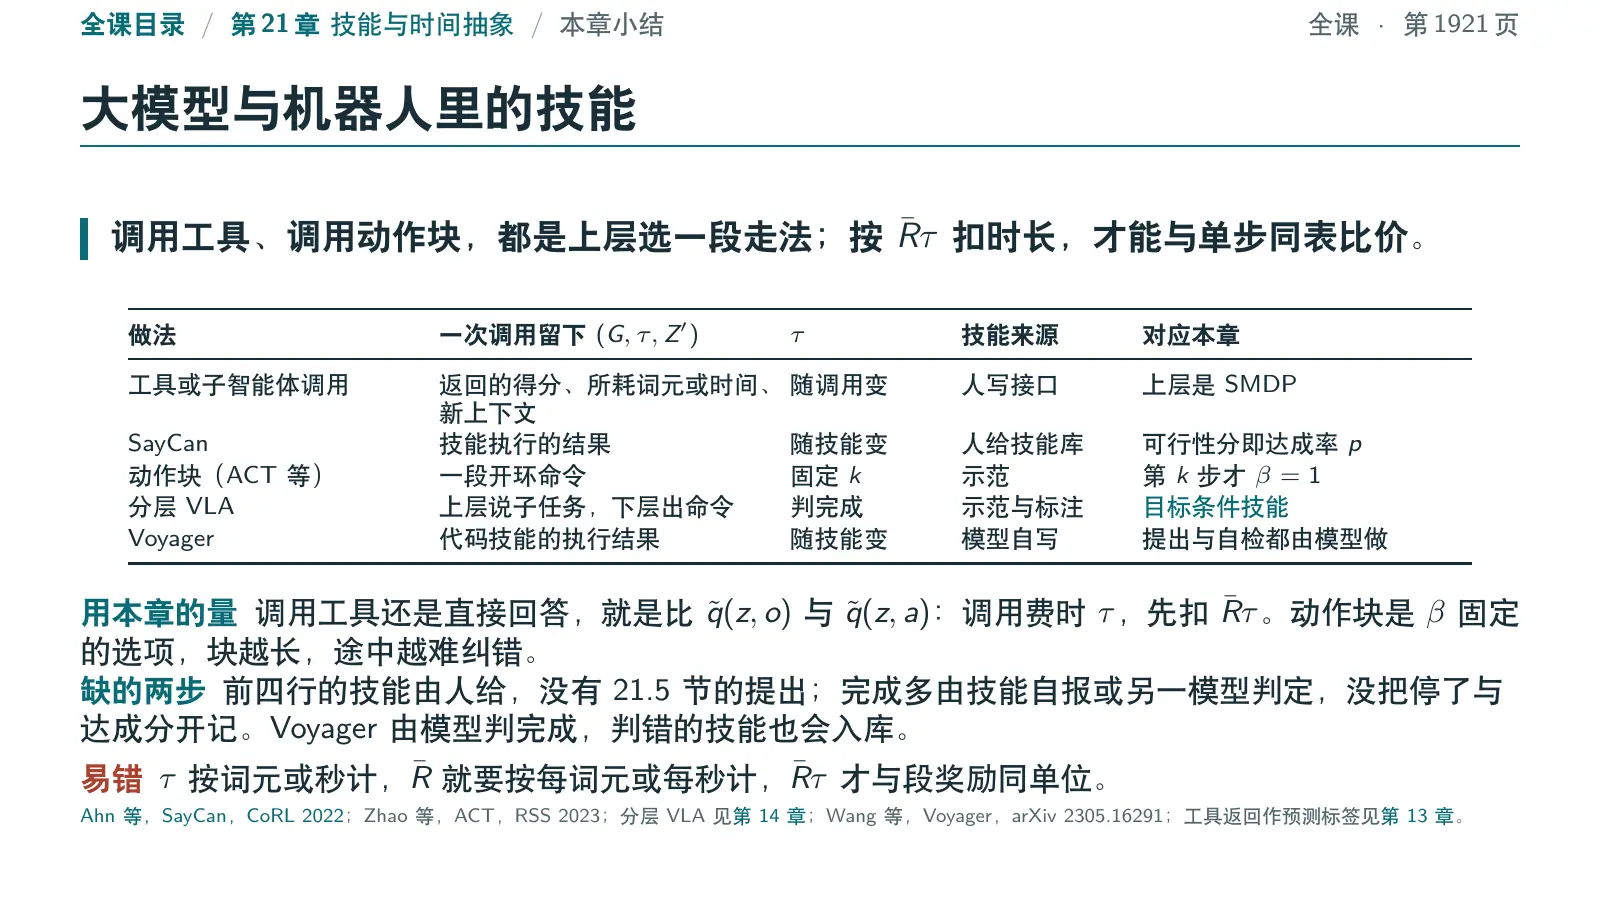 全课目录 / 第 21 章 技能与时间抽象 / 本章小结
全课 · 第 1921 页
大模型与机器人里的技能
调用工具、调用动作块，都是上层选一段走法；按 R̄τ 扣时长，才能与单步同表比价。
做法 一次调用留下 (G, τ, Z′) τ 技能来源 对应本章
工具或子智能体调用 返回的得分、所耗词元或时间、 随调用变 人写接口 上层是 SMDP
新上下文
SayCan 技能执行的结果 随技能变 人给技能库 可行性分即达成率 p
动作块（ACT 等） 一段开环命令 固定 k 示范 第 k 步才 β = 1
分层 VLA 上层说子任务，下层出命令 判完成 示范与标注 目标条件技能
Voyager 代码技能的执行结果 随技能变 模型自写 提出与自检都由模型做
用本章的量 调用工具还是直接回答，就是比 q̃(z, o) 与 q̃(z, a)：调用费时 τ，先扣 R̄τ。动作块是 β 固定
的选项，块越长，途中越难纠错。
缺的两步 前四行的技能由人给，没有 21.5 节的提出；完成多由技能自报或另一模型判定，没把停了与
达成分开记。Voyager 由模型判完成，判错的技能也会入库。
易错 τ 按词元或秒计，R̄ 就要按每词元或每秒计，R̄τ 才与段奖励同单位。
Ahn 等，SayCan，CoRL 2022；Zhao 等，ACT，RSS 2023；分层 VLA 见第 14 章；Wang 等，Voyager，arXiv 2305.16291；工具返回作预测标签见第 13 章。